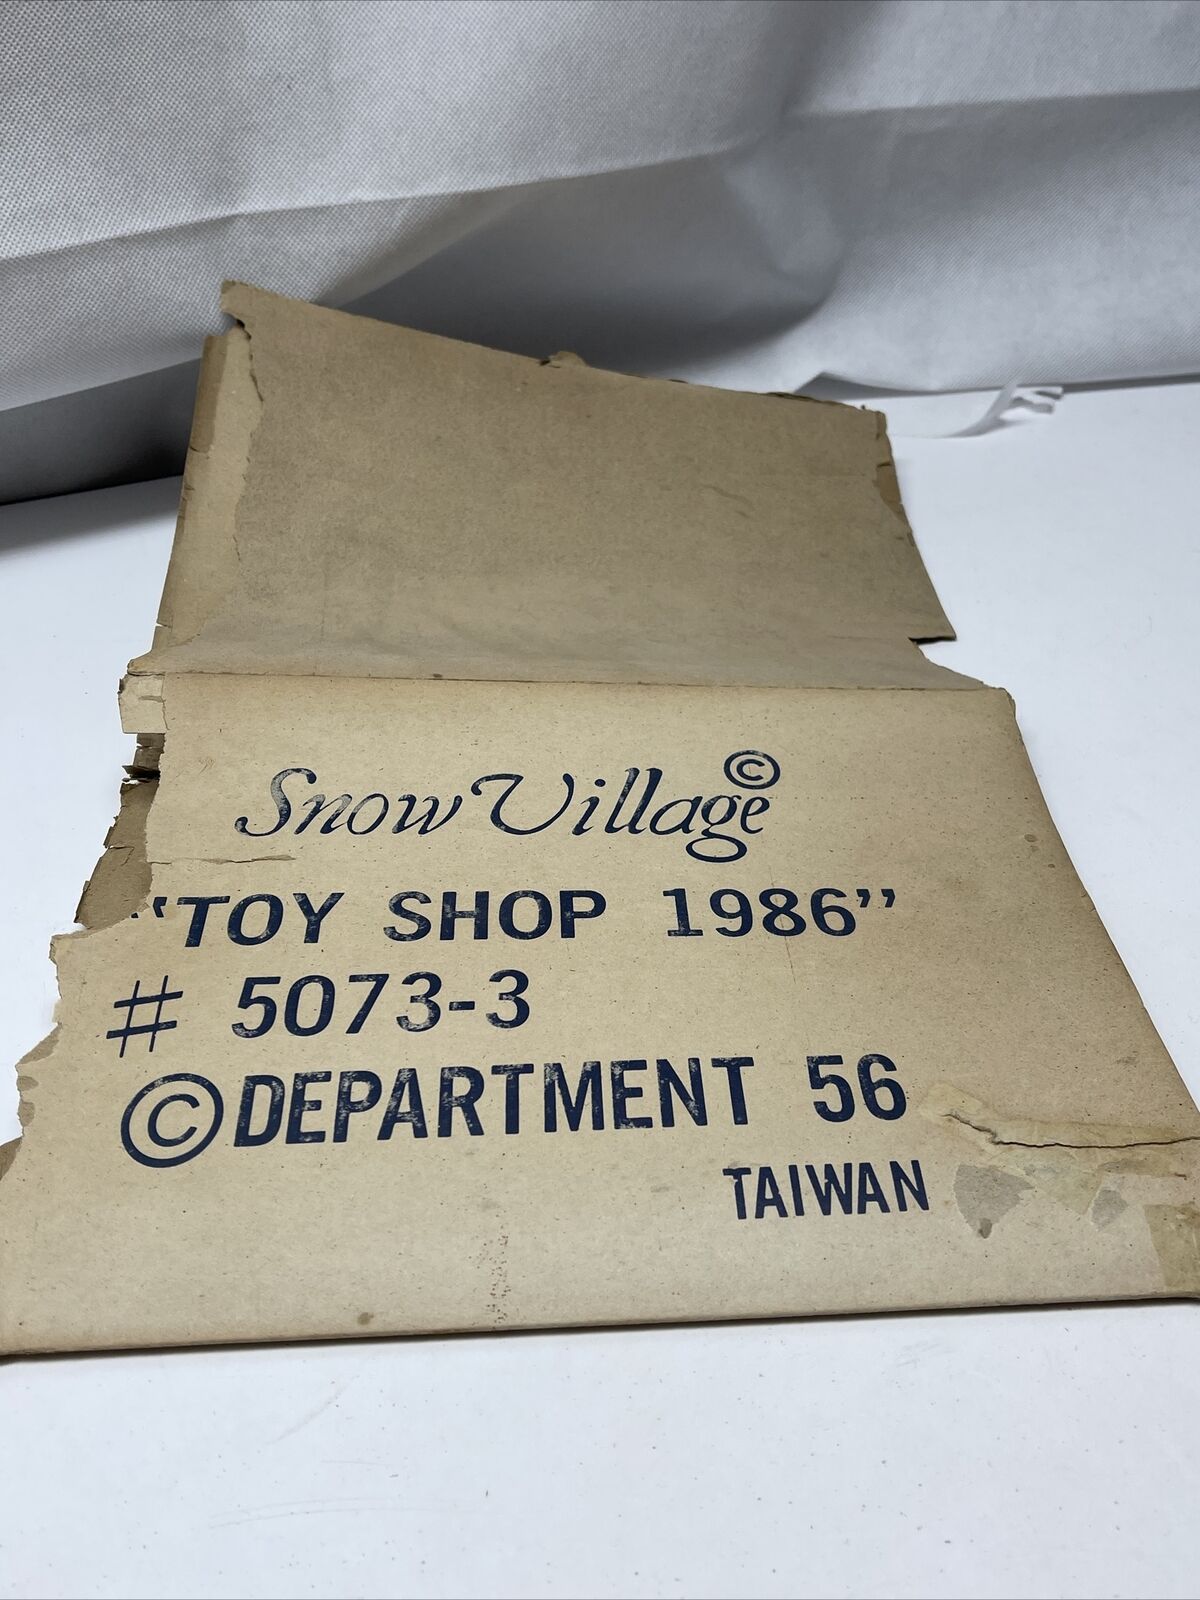 Snow Village©
“TOY SHOP 1986”
# 5073-3
©DEPARTMENT 56
TAIWAN